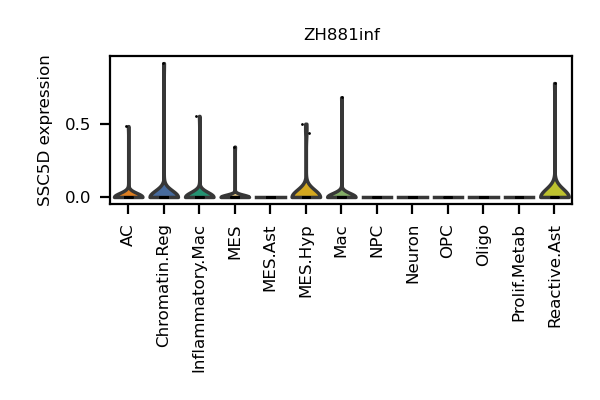 ZH881inf
SSC5D expression
0.5
0.0
AC
Chromatin.Reg
Inflammatory.Mac
MES
MES.Ast
MES.Hyp
Mac
NPC
Neuron
OPC
Oligo
Prolif.Metab
Reactive.Ast